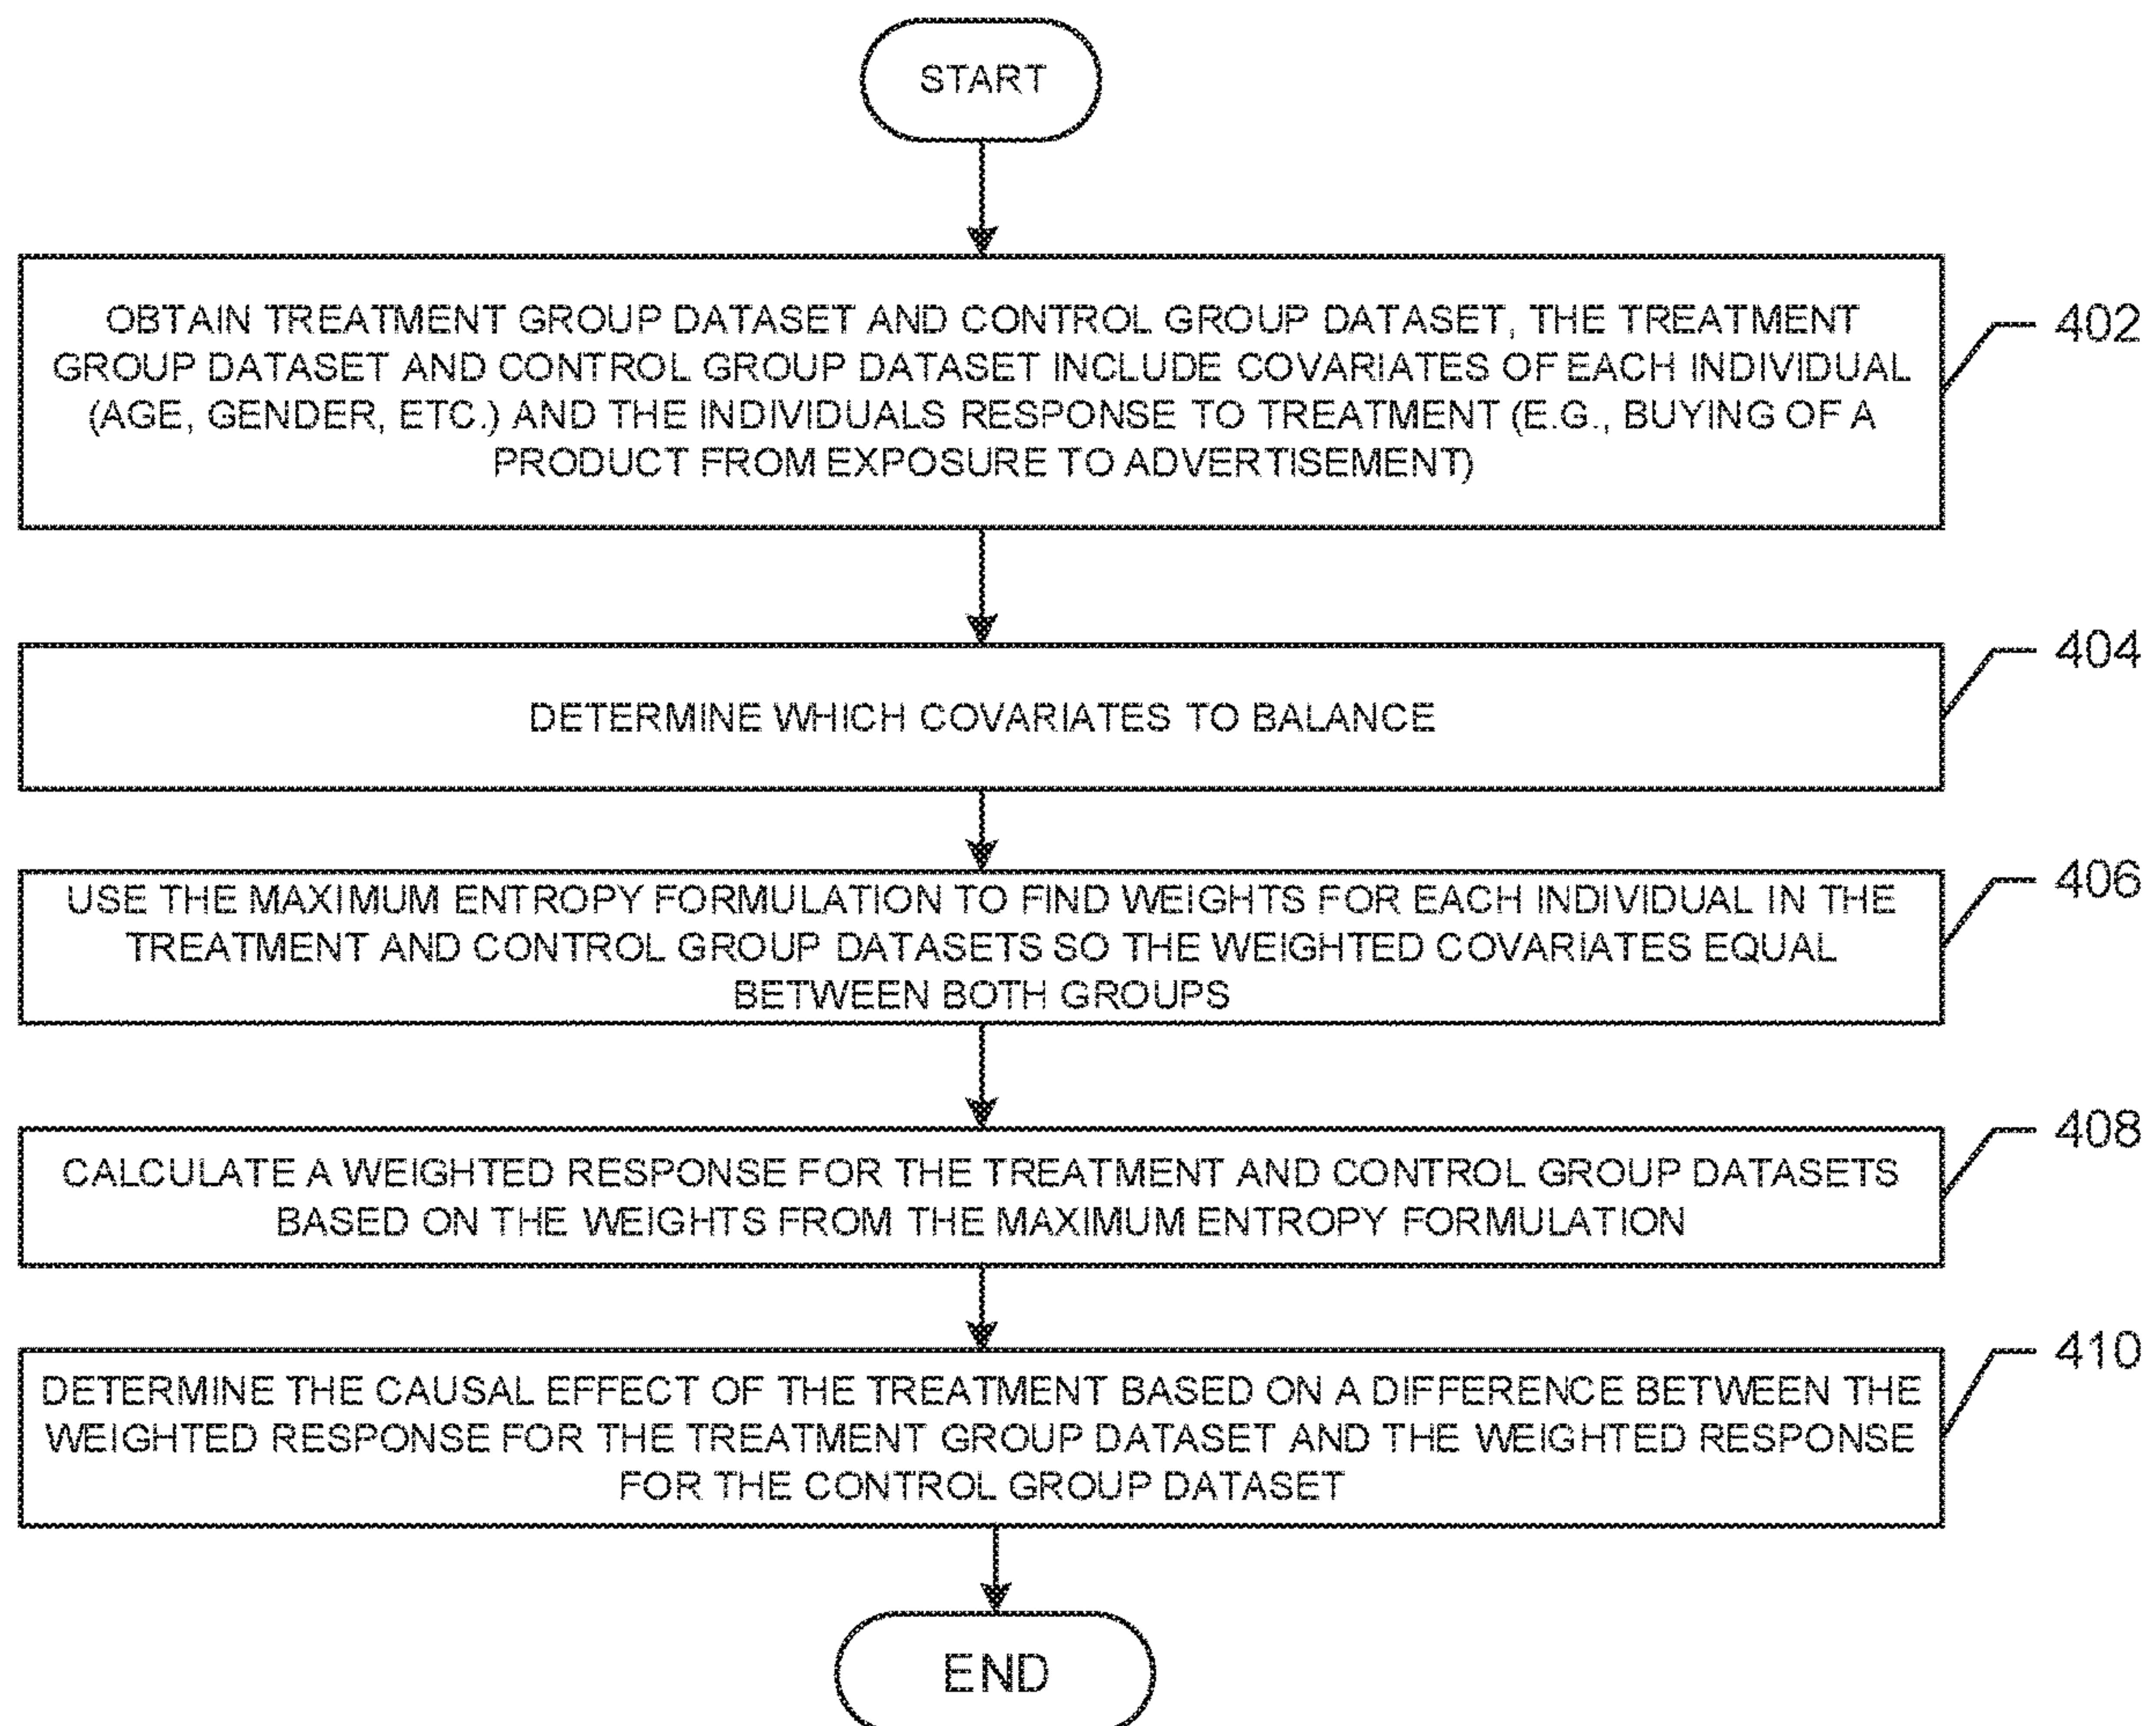 START
OBTAIN TREATMENT GROUP DATASET AND CONTROL GROUP DATASET, THE TREATMENT
GROUP DATASET AND CONTROL GROUP DATASET INCLUDE COVARIATES OF EACH INDIVIDUAL
(AGE, GENDER, ETC.) AND THE INDIVIDUALS RESPONSE TO TREATMENT (E.G., BUYING OF A
PRODUCT FROM EXPOSURE TO ADVERTISEMENT)
402
DETERMINE WHICH COVARIATES TO BALANCE
404
USE THE MAXIMUM ENTROPY FORMULATION TO FIND WEIGHTS FOR EACH INDIVIDUAL IN THE
TREATMENT AND CONTROL GROUP DATASETS SO THE WEIGHTED COVARIATES EQUAL
BETWEEN BOTH GROUPS
406
CALCULATE A WEIGHTED RESPONSE FOR THE TREATMENT AND CONTROL GROUP DATASETS
BASED ON THE WEIGHTS FROM THE MAXIMUM ENTROPY FORMULATION
408
DETERMINE THE CAUSAL EFFECT OF THE TREATMENT BASED ON A DIFFERENCE BETWEEN THE
WEIGHTED RESPONSE FOR THE TREATMENT GROUP DATASET AND THE WEIGHTED RESPONSE
FOR THE CONTROL GROUP DATASET
410
END